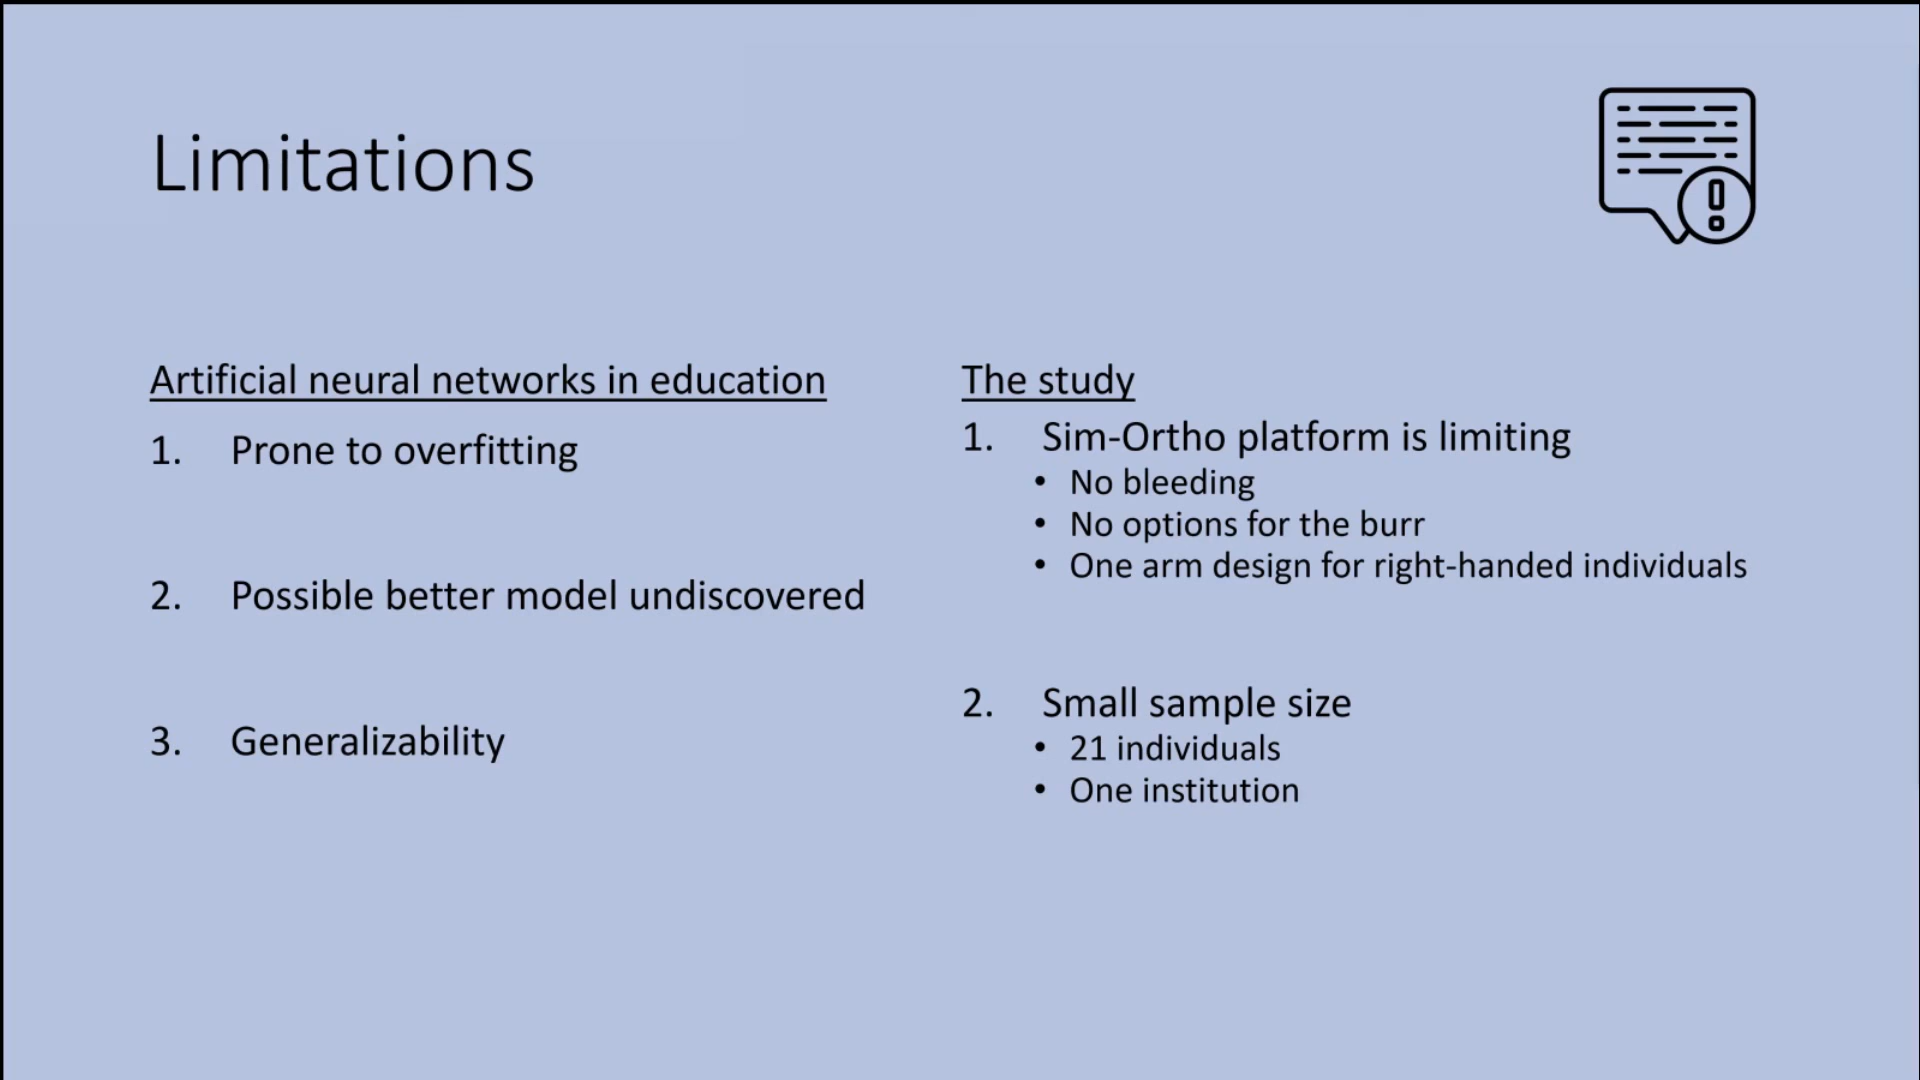 Limitations
Artificial neural networks in education
1. Prone to overfitting
2. Possible better model undiscovered
3. Generalizability
The study
1. Sim-Ortho platform is limiting
• No bleeding
• No options for the burr
• One arm design for right-handed individuals
2. Small sample size
• 21 individuals
• One institution